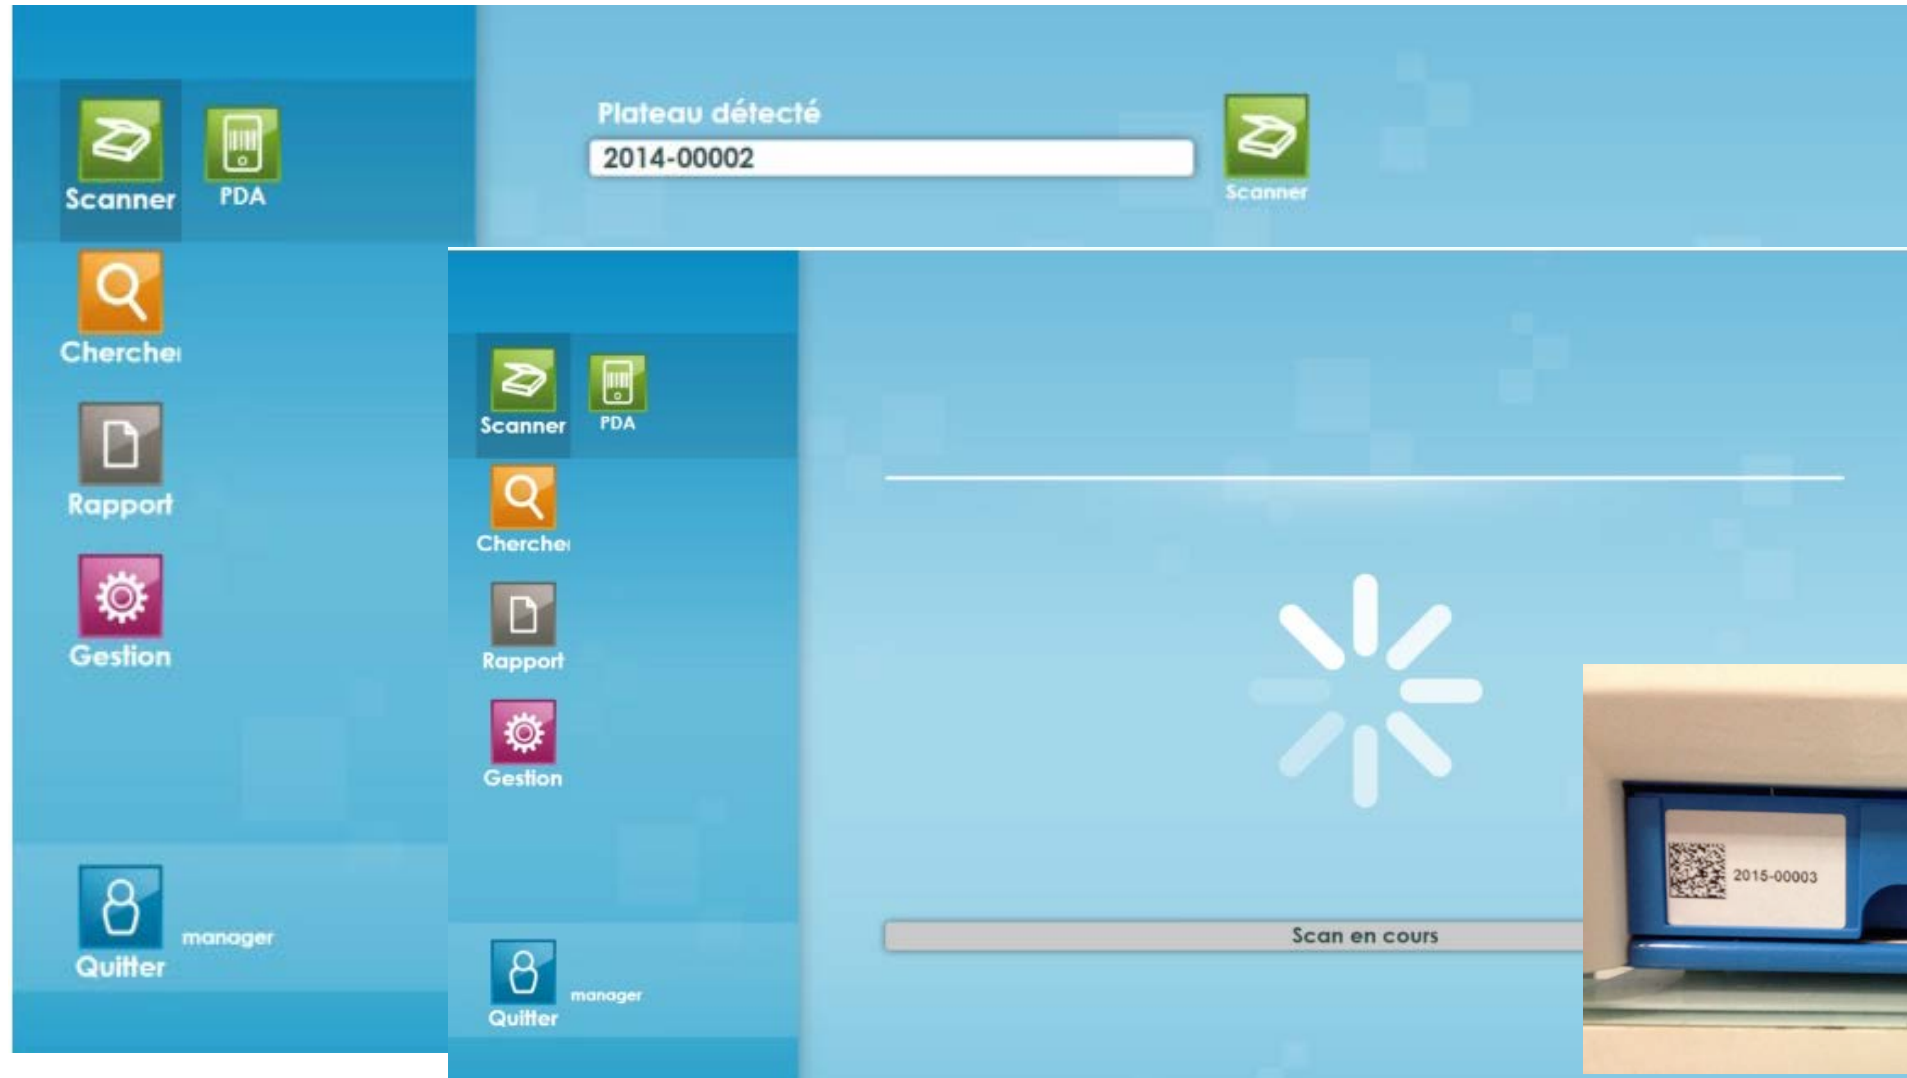 Plateau détecté
2014-00002
Scanner
Scanner
PDA
Chercher
Rapport
Gestion
manager
Quitter
Scanner
PDA
Chercher
Rapport
Gestion
Scan en cours
manager
Quitter
2015-00003